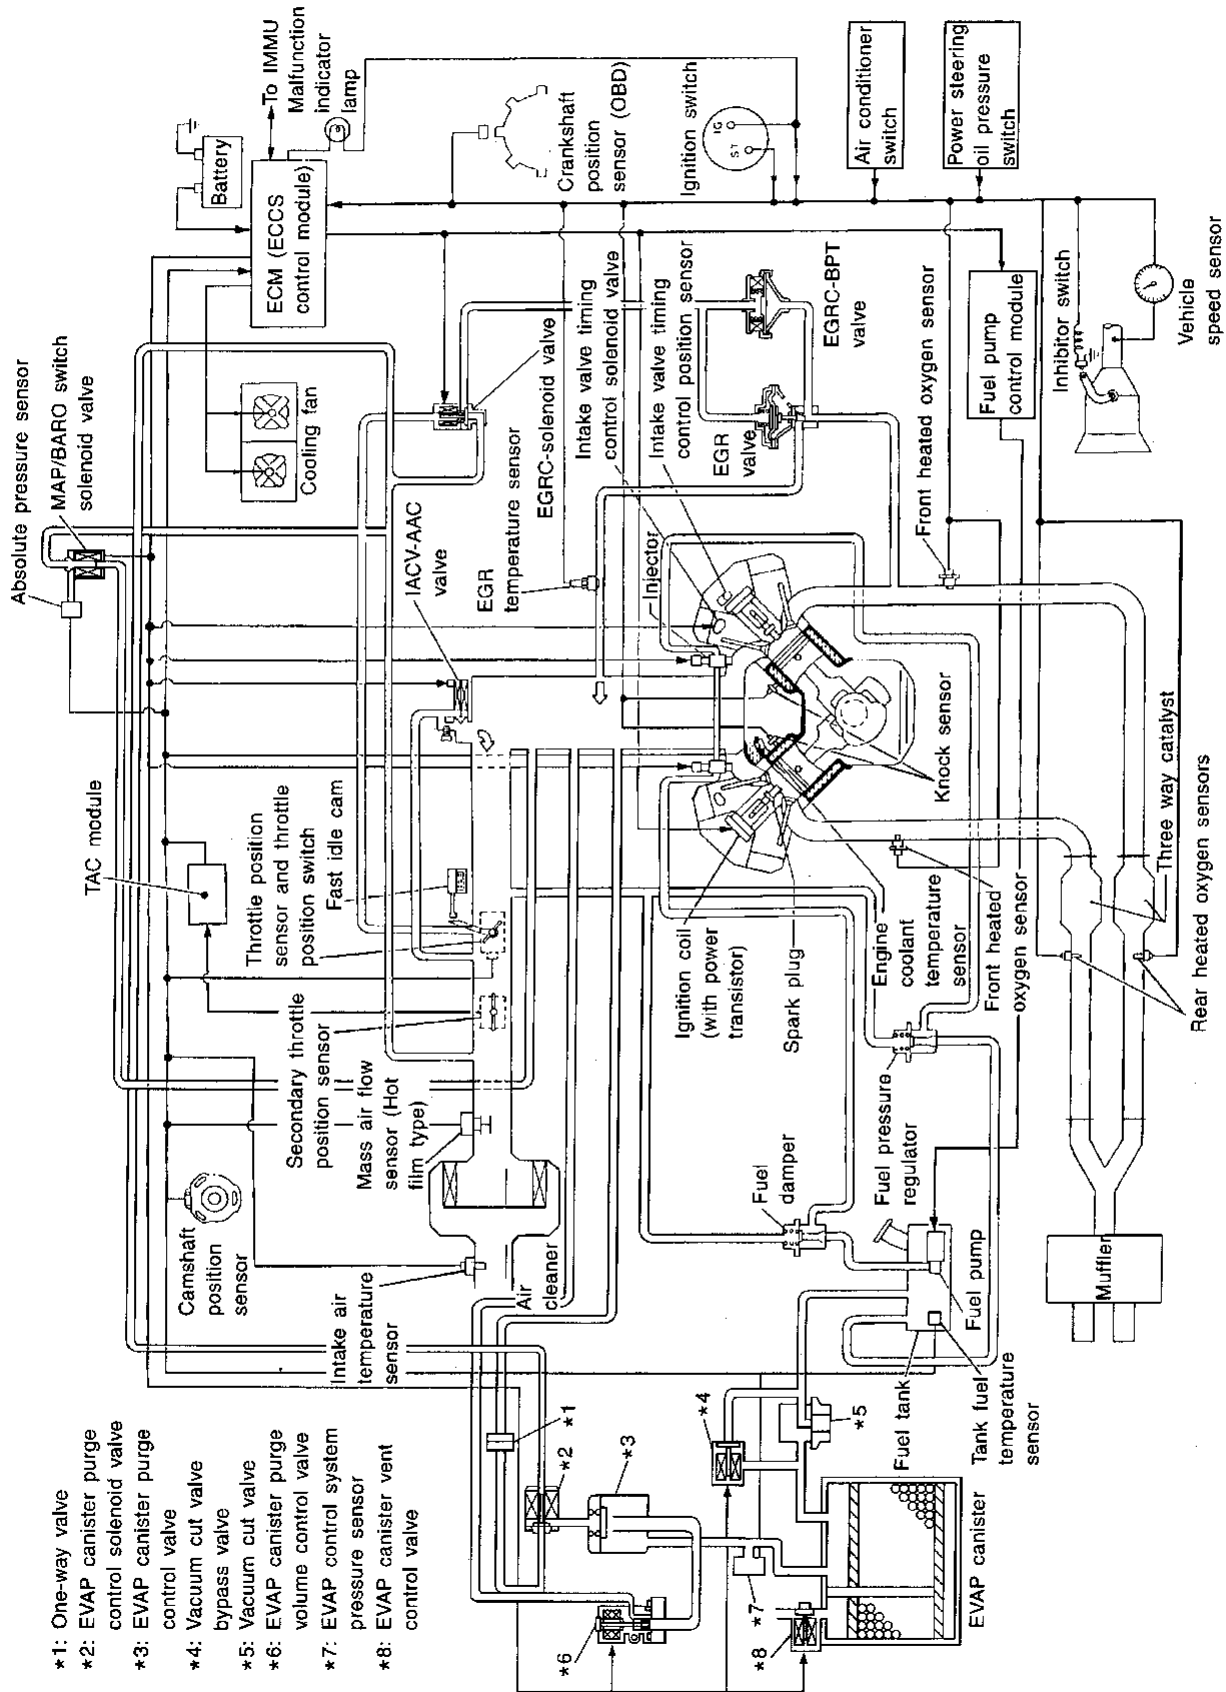 *1: One-way valve
*2: EVAP canister purge
control solenoid valve
*3: EVAP canister purge
control valve
*4: Vacuum cut valve
bypass valve
*5: Vacuum cut valve
*6: EVAP canister purge
volume control valve
*7: EVAP control system
pressure sensor
*8: EVAP canister vent
control valve
Absolute pressure sensor
MAP/BARO switch
solenoid valve
Battery
ECM (ECCS
control module)
To IMMU
Malfunction
indicator
lamp
Cooling fan
Crankshaft
position
sensor (OBD)
Ignition switch
ST
IG
Air conditioner
switch
Power steering
oil pressure
switch
TAC module
Throttle position
sensor and throttle
position switch
Fast idle cam
IACV-AAC
valve
EGR
temperature sensor
EGRC-solenoid valve
Intake valve timing
control solenoid valve
Intake valve timing
control position sensor
EGRC-BPT
valve
EGR
valve
Injector
Front heated oxygen sensor
Fuel pump
control module
Inhibitor switch
Vehicle
speed sensor
Camshaft
position
sensor
Secondary throttle
position sensor
Mass air flow
sensor (Hot
film type)
Intake air
temperature
sensor
Air
cleaner
Ignition coil
(with power
transistor)
Spark plug
Engine
coolant
temperature
sensor
Knock sensor
Front heated
oxygen sensor
Three way catalyst
Rear heated oxygen sensors
Fuel
damper
Fuel pressure
regulator
Fuel pump
Muffler
Fuel tank
Tank fuel
temperature
sensor
*1
*2
*3
*4
*5
*6
*7
*8
EVAP canister